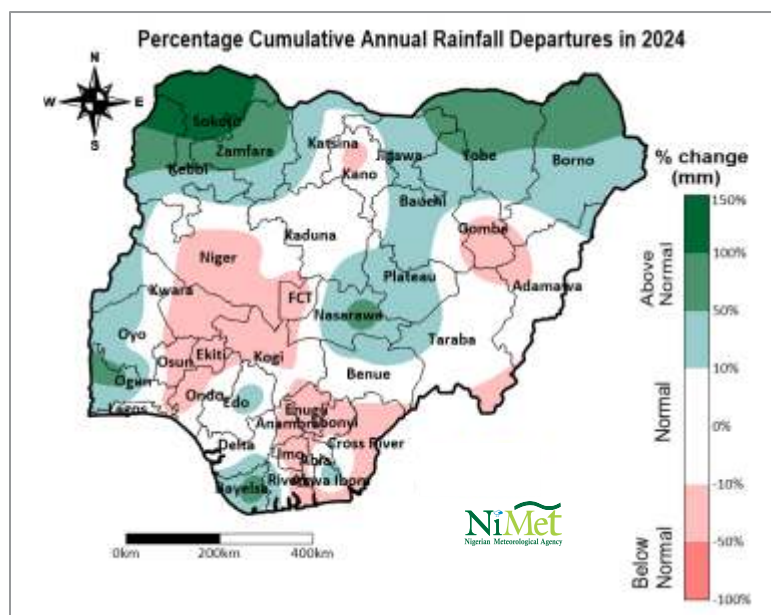 Percentage Cumulative Annual Rainfall Departures in 2024
N
W
E
S
Sokoto
Zamfara
Kebbi
Katsina
Kano
Jigawa
Yobe
Borno
Bauchi
Gombe
Kaduna
Niger
Plateau
Adamawa
FCT
Kwara
Nasarawa
Taraba
Oyo
Osun
Ekiti
Kogi
Benue
Ogun
Ondo
Edo
Lagos
Enugu
Anambra
Ebonyi
Cross River
Delta
Imo
Abia
Rivers
Akwa Ibom
Bayelsa
0km
200km
400km
NiMet
Nigerian Meteorological Agency
% change
(mm)
150%
100%
50%
10%
0%
-10%
-50%
-100%
Above
Normal
Normal
Below
Normal